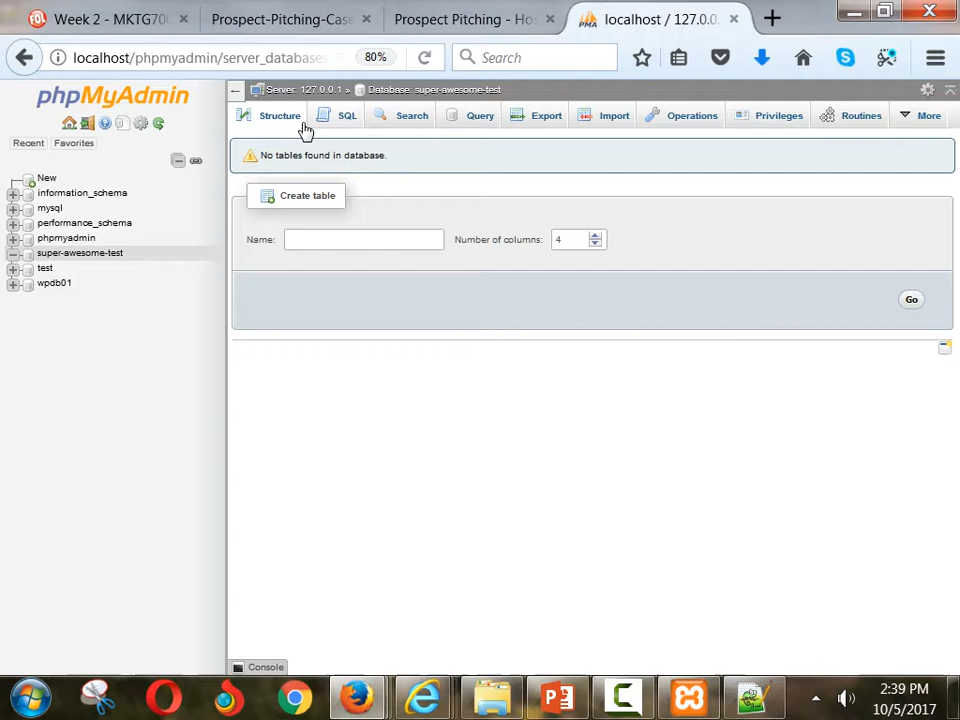 Week 2 - MKTG70
Prospect-Pitching-Case
Prospect Pitching - Hos
localhost / 127.0.0.
localhost/phpmyadmin/server_databases
80%
Search
phpMyAdmin
Recent
Favorites
New
information_schema
mysql
performance_schema
phpmyadmin
super-awesome-test
test
wpdb01
Server: 127.0.0.1 » Database: super-awesome-test
Structure
SQL
Search
Query
Export
Import
Operations
Privileges
Routines
More
No tables found in database.
Create table
Name:
Number of columns:
4
Go
Console
2:39 PM
10/5/2017